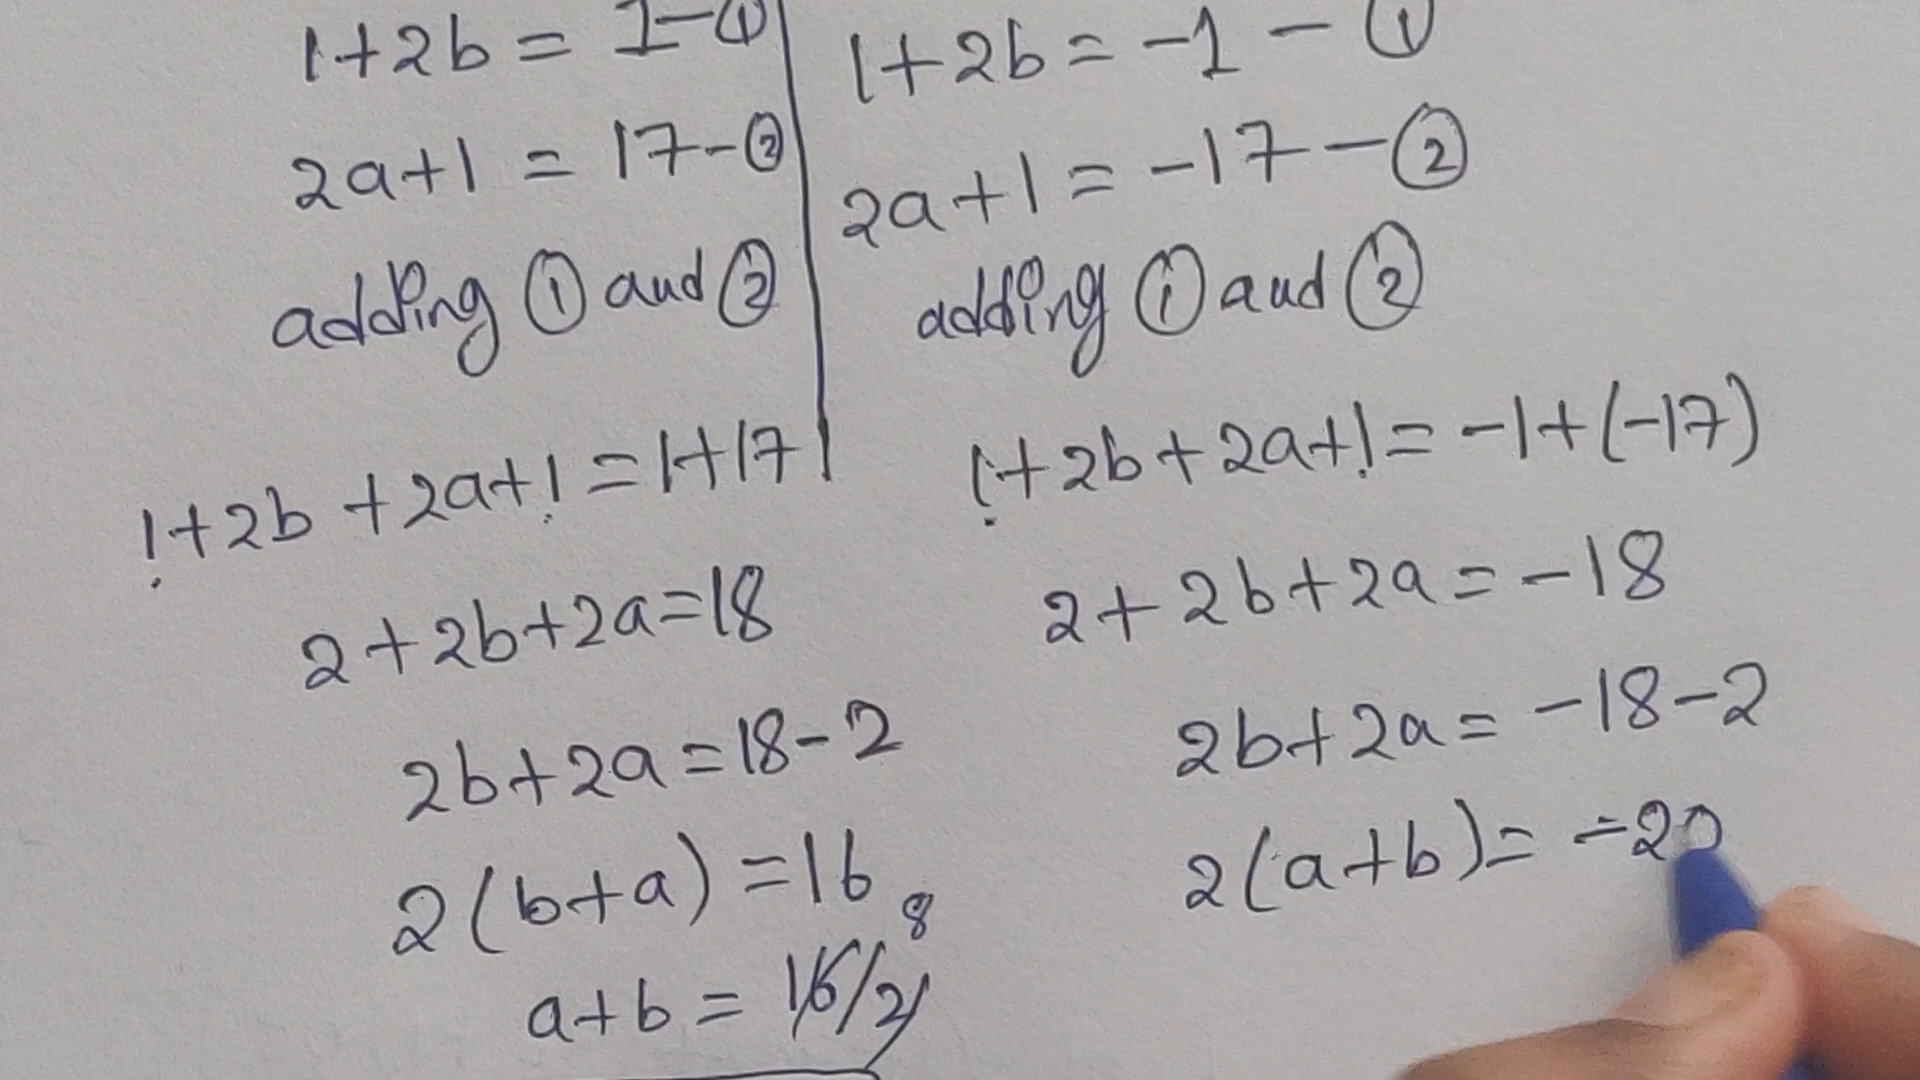 1+2b = 1-①
2a+1 = 17-②
adding ① and ②
1+2b +2a+1 = 1+17
2+2b+2a=18
2b+2a=18-2
2(b+a) =16
8
a+b = 16/2
1+2b=-1-①
2a+1=-17-②
adding ① and ②
1+2b+2a+1=-1+(-17)
2+2b+2a=-18
2b+2a=-18-2
2(a+b)=-20